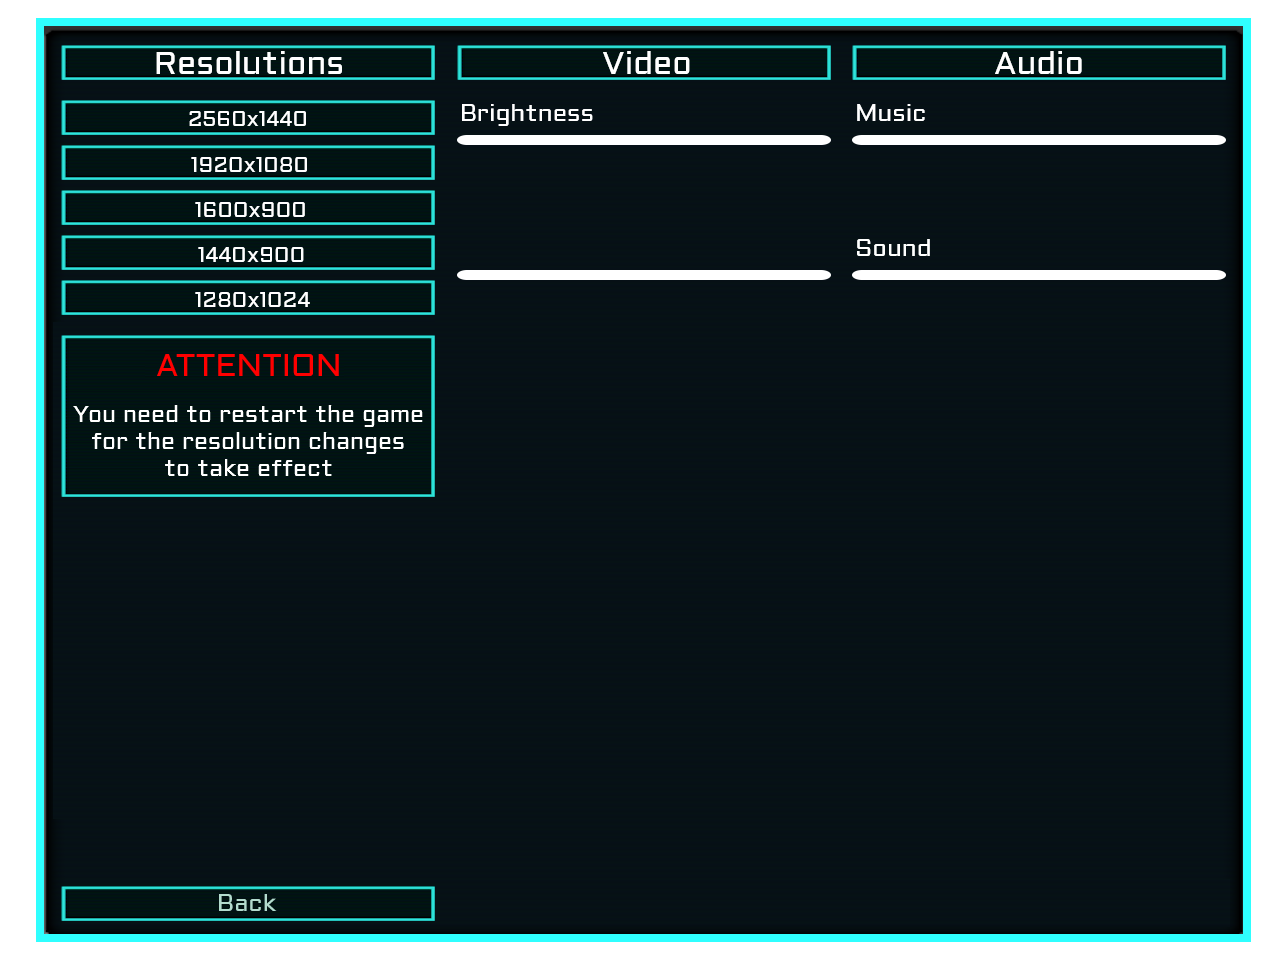 Resolutions
2560x1440
1920x1080
1600x900
1440x900
1280x1024
ATTENTION
You need to restart the game
for the resolution changes
to take effect
Back
Video
Brightness
Audio
Music
Sound